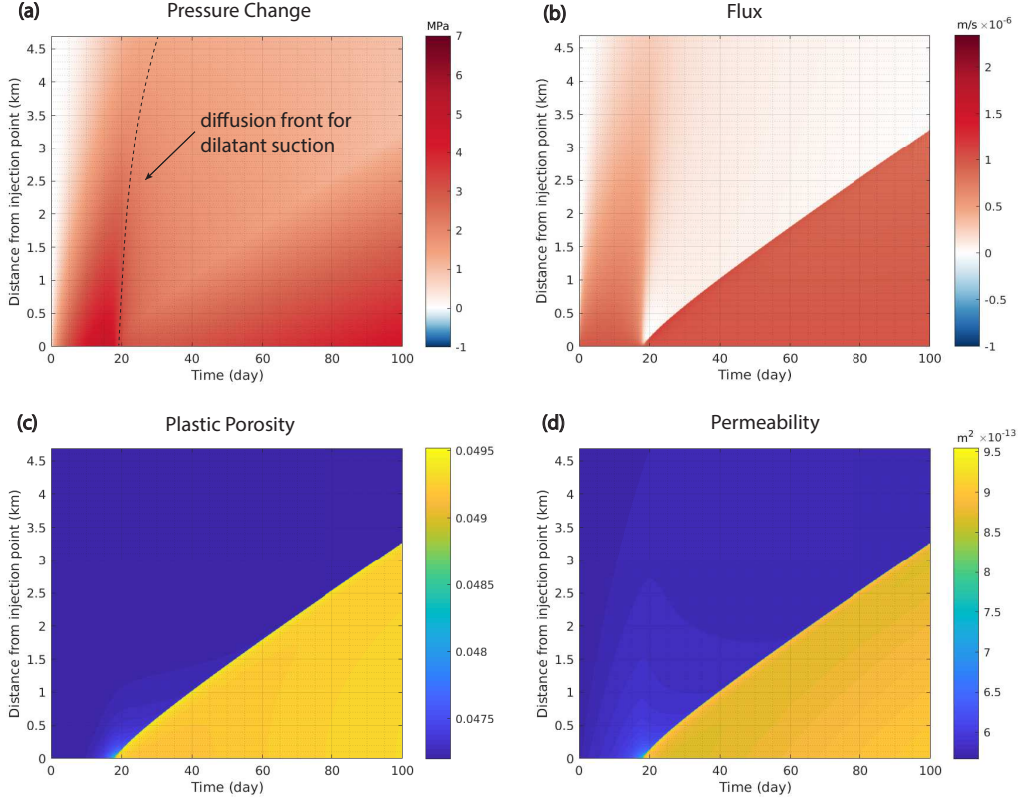 (a)
Pressure Change
MPa
Distance from injection point (km)
4.5
4
3.5
3
2.5
2
1.5
1
0.5
0
diffusion front for
dilatant suction
0 20 40 60 80 100
Time (day)
7
6
5
4
3
2
1
0
-1
(b)
Flux
m/s ×10⁻⁶
Distance from injection point (km)
4.5
4
3.5
3
2.5
2
1.5
1
0.5
0
0 20 40 60 80 100
Time (day)
2
1.5
1
0.5
0
-0.5
-1
(c)
Plastic Porosity
Distance from injection point (km)
4.5
4
3.5
3
2.5
2
1.5
1
0.5
0
0 20 40 60 80 100
Time (day)
0.0495
0.049
0.0485
0.048
0.0475
(d)
Permeability
m² ×10⁻¹³
Distance from injection point (km)
4.5
4
3.5
3
2.5
2
1.5
1
0.5
0
0 20 40 60 80 100
Time (day)
9.5
9
8.5
8
7.5
7
6.5
6